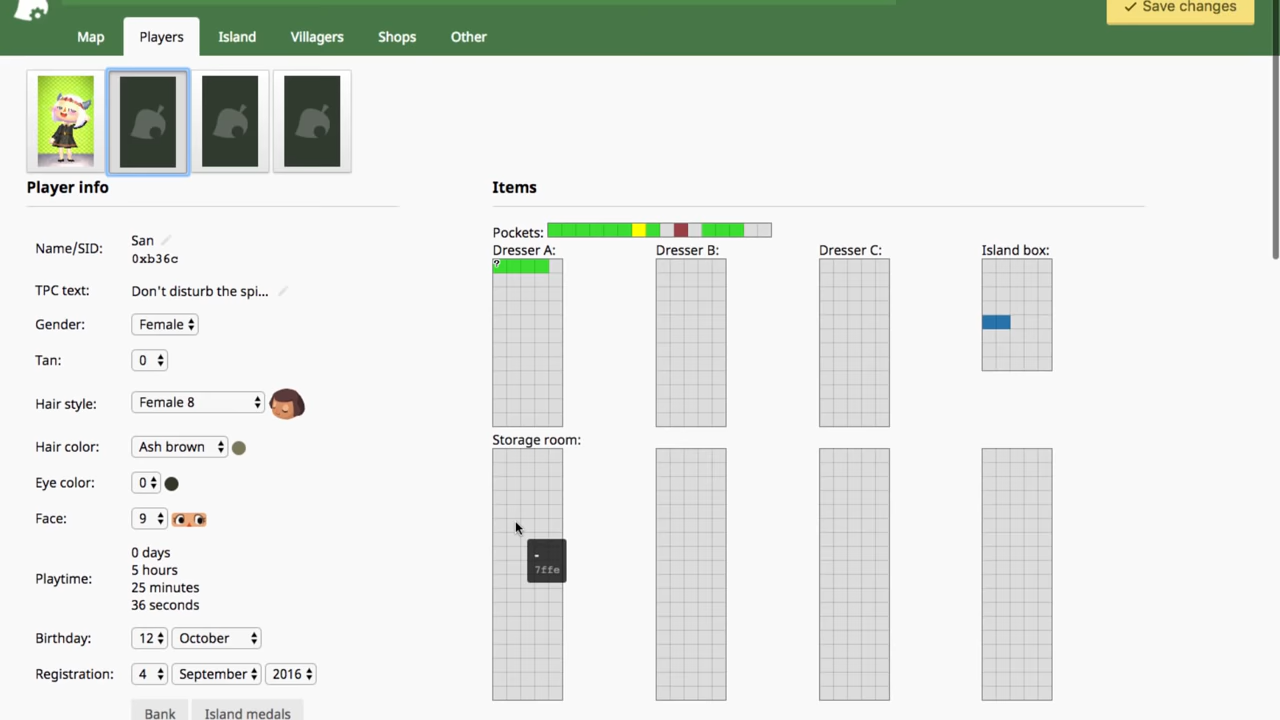 ✓ Save changes
Map Players Island Villagers Shops Other
Player info
Name/SID: San
0xb36c
TPC text: Don't disturb the spi...
Gender: Female
Tan: 0
Hair style: Female 8
Hair color: Ash brown
Eye color: 0
Face: 9
Playtime: 0 days
5 hours
25 minutes
36 seconds
Birthday: 12 October
Registration: 4 September 2016
Bank Island medals
Items
Pockets:
Dresser A: Dresser B: Dresser C: Island box:
?
Storage room:
-
7ffe